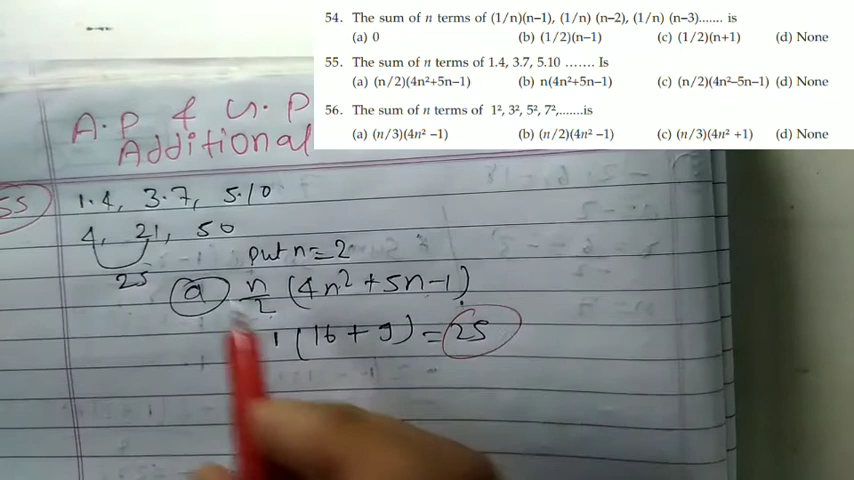 54. The sum of n terms of (1/n)(n–1), (1/n) (n–2), (1/n) (n–3)....... is
(a) 0 (b) (1/2)(n–1) (c) (1/2)(n+1) (d) None
55. The sum of n terms of 1.4, 3.7, 5.10 ....... Is
(a) (n/2)(4n²+5n–1) (b) n(4n²+5n–1) (c) (n/2)(4n²–5n–1) (d) None
56. The sum of n terms of 1², 3², 5², 7²,.......is
(a) (n/3)(4n² –1) (b) (n/2)(4n² –1) (c) (n/3)(4n² +1) (d) None
A.P & G.P
Additional
55 1.4, 3.7, 5.10
4, 21, 50
25 put n=2
a n/2 (4n²+5n-1)
1 (16+9) = 25